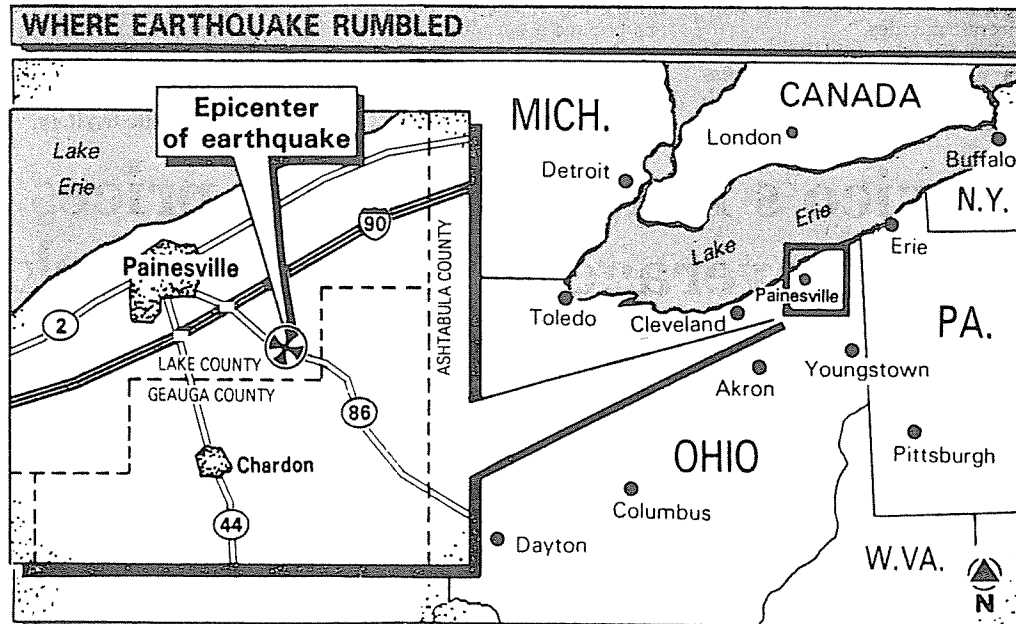 WHERE EARTHQUAKE RUMBLED
Epicenter
of earthquake
Lake
Erie
90
Painesville
2
LAKE COUNTY
GEAUGA COUNTY
ASHTABULA COUNTY
86
Chardon
44
MICH.
CANADA
London
Detroit
Buffalo
N.Y.
Lake
Erie
Erie
Painesville
Toledo
Cleveland
PA.
Akron
Youngstown
OHIO
Pittsburgh
Columbus
Dayton
W.VA.
N